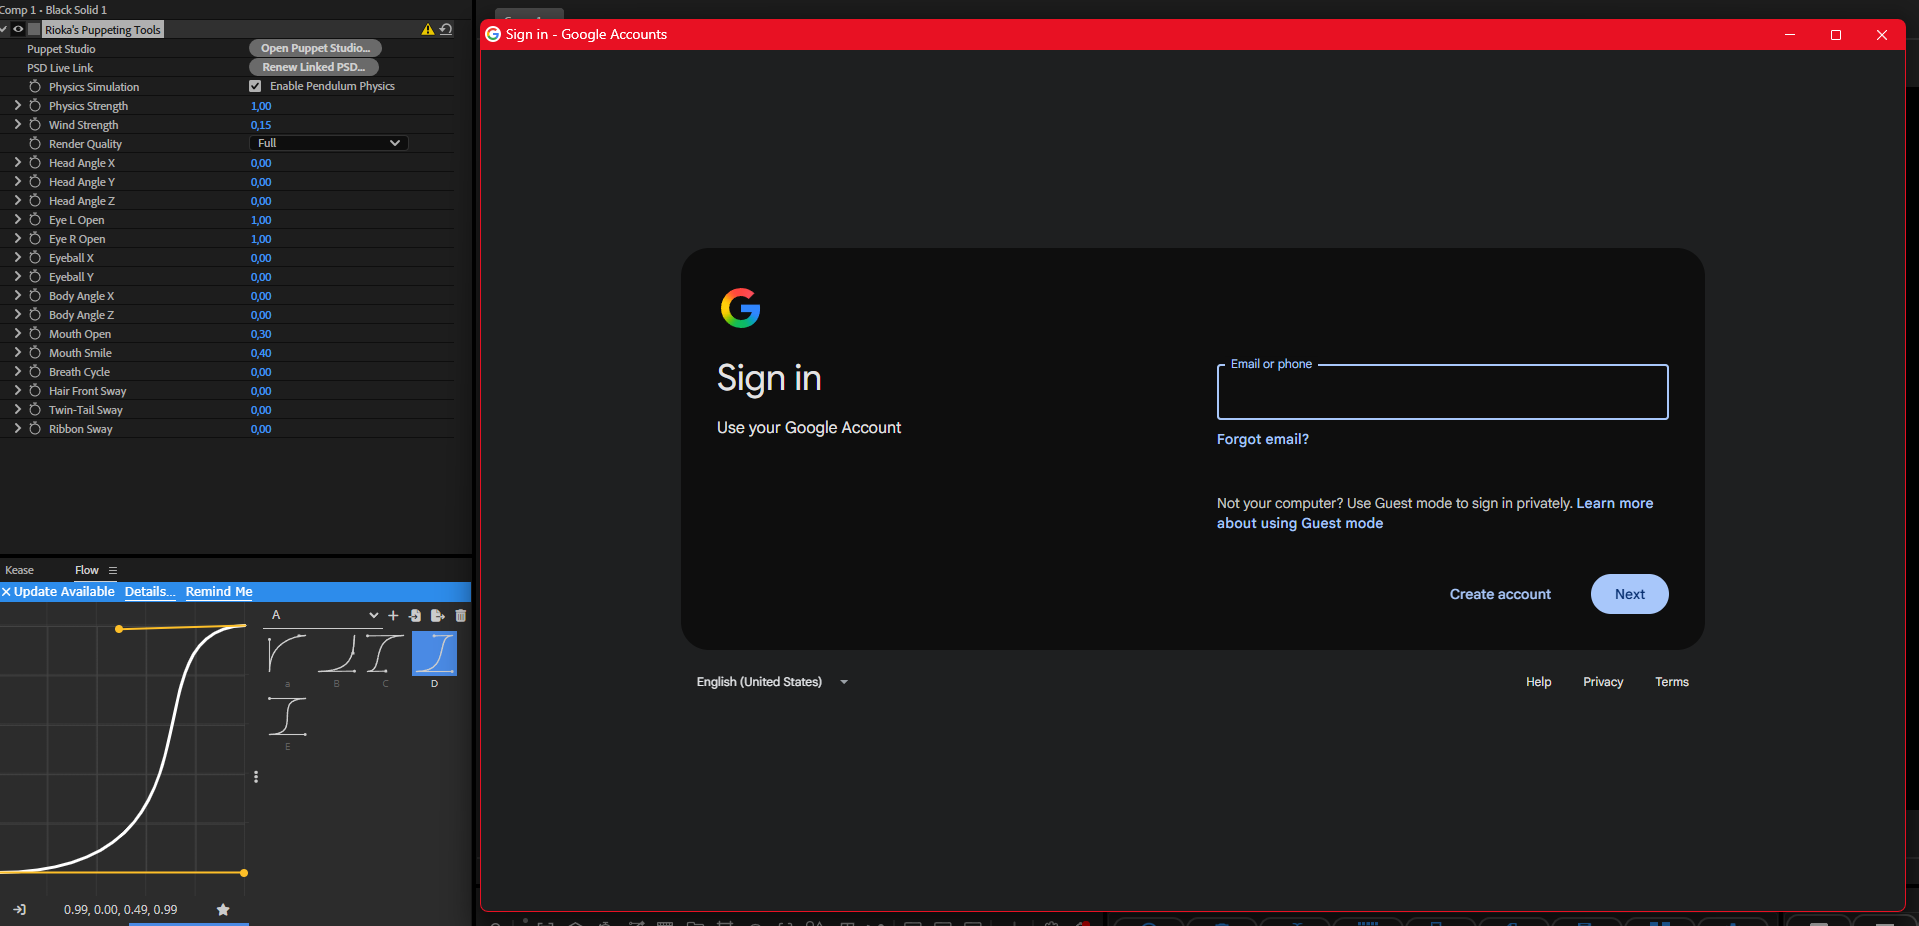 Comp 1 • Black Solid 1
Rioka's Puppeting Tools
Puppet Studio
Open Puppet Studio...
PSD Live Link
Renew Linked PSD...
Physics Simulation
Enable Pendulum Physics
Physics Strength
1,00
Wind Strength
0,15
Render Quality
Full
Head Angle X
0,00
Head Angle Y
0,00
Head Angle Z
0,00
Eye L Open
1,00
Eye R Open
1,00
Eyeball X
0,00
Eyeball Y
0,00
Body Angle X
0,00
Body Angle Z
0,00
Mouth Open
0,30
Mouth Smile
0,40
Breath Cycle
0,00
Hair Front Sway
0,00
Twin-Tail Sway
0,00
Ribbon Sway
0,00
Kease
Flow
Update Available Details... Remind Me
A
a
B
C
D
E
0.99, 0.00, 0.49, 0.99
Sign in - Google Accounts
Sign in
Use your Google Account
Email or phone
Forgot email?
Not your computer? Use Guest mode to sign in privately. Learn more
about using Guest mode
Create account
Next
English (United States)
Help
Privacy
Terms